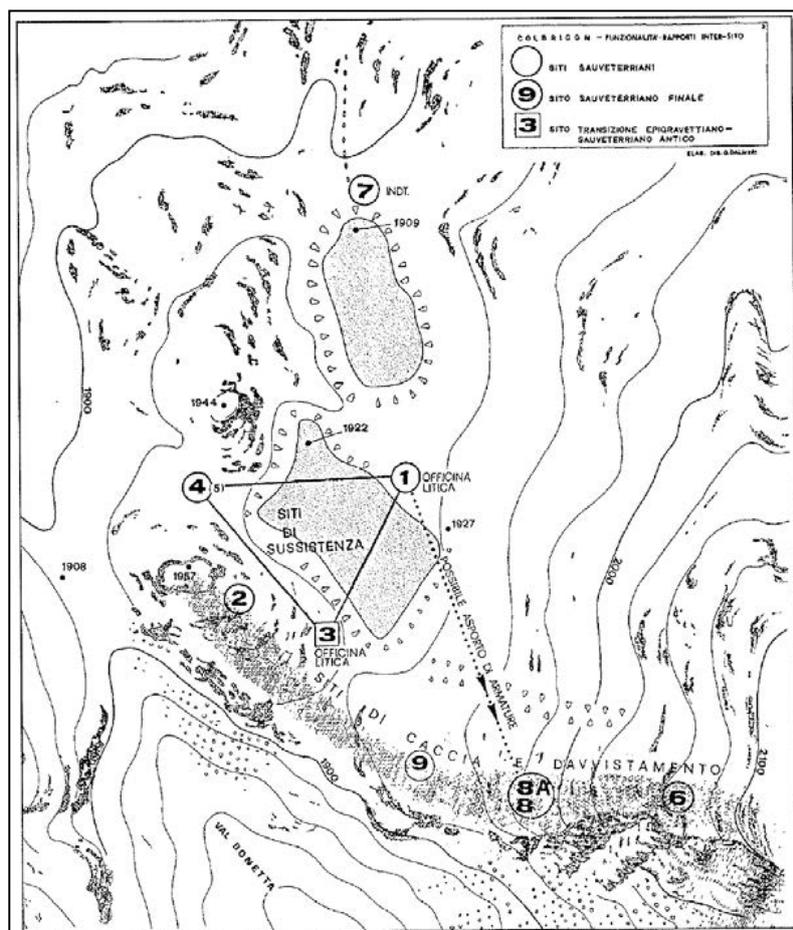 COLBRICON - FUNZIONALITÀ-RAPPORTI INTER-SITO
SITI SAUVETERRIANI
9 SITO SAUVETERRIANO FINALE
3 SITO TRANSIZIONE EPIGRAVETTIANO-
SAUVETERRIANO ANTICO
ELAB. DIS. G. DALMERI
7 INDT.
1909
1900
1944
1922
4 (5)
1 OFFICINA
LITICA
SITI
DI
SUSSISTENZA
1927
1908
1957
2
2000
POSSIBILE ASPORTO DI ARMATURE
3
OFFICINA
LITICA
SITI DI CACCIA E D'AVVISTAMENTO
2100
9
8A
8
6
1900
VAL BONETTA